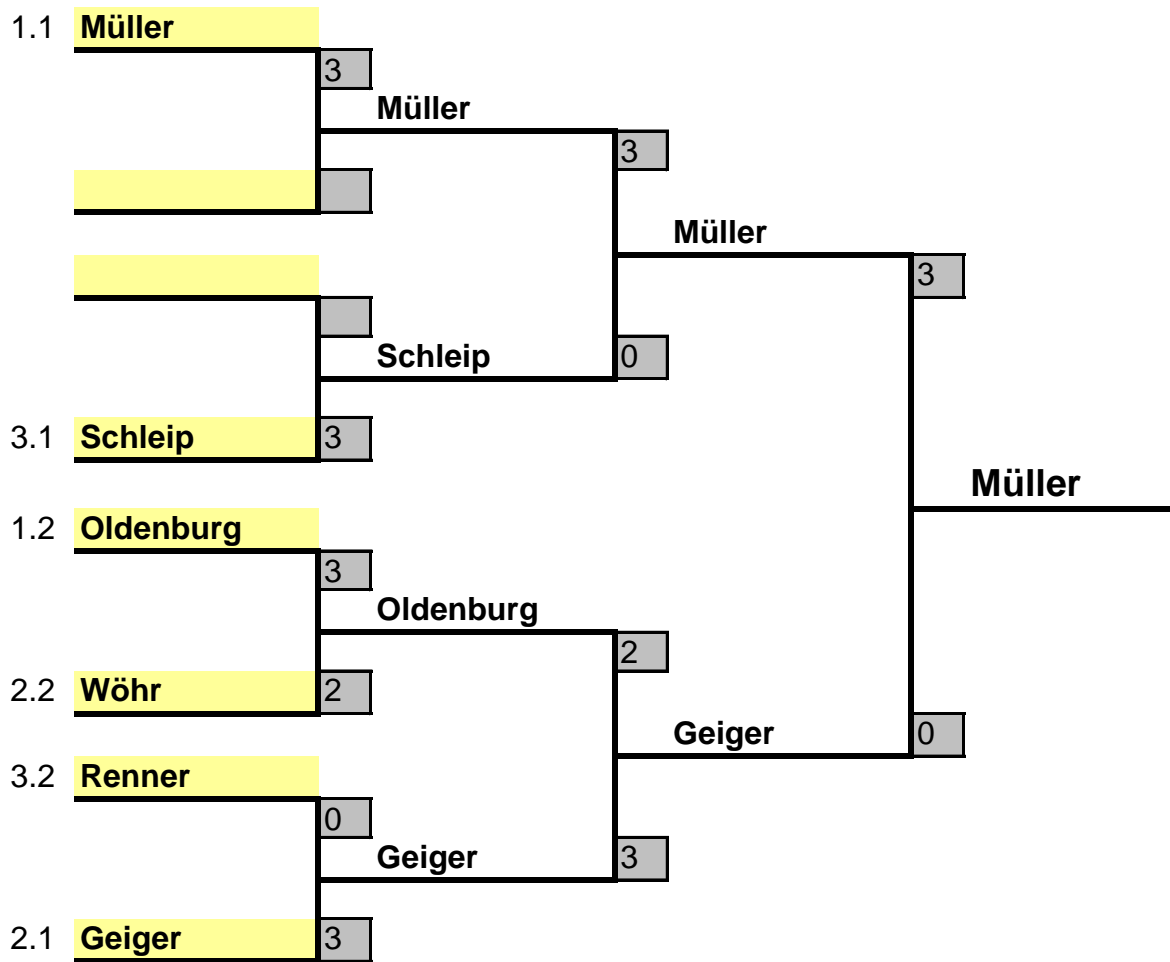 1.1 Müller
3
Müller
3
Müller
3
Schleip
0
3.1 Schleip 3
Müller
1.2 Oldenburg
3
Oldenburg
2
2.2 Wöhr 2
Geiger 0
3.2 Renner
0
Geiger 3
2.1 Geiger 3